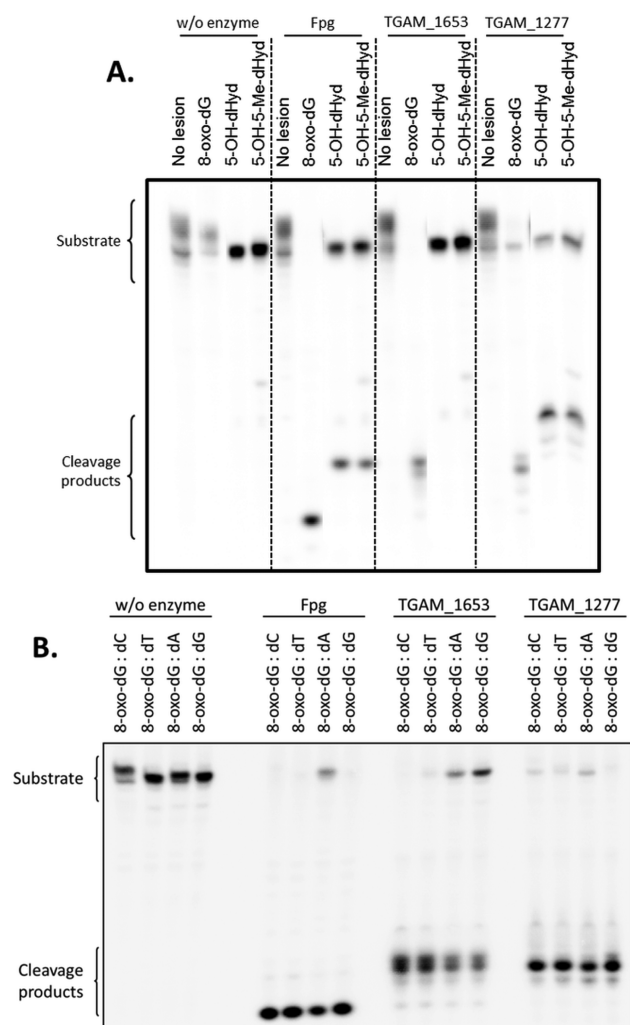 w/o enzyme Fpg TGAM_1653 TGAM_1277
A.
No lesion 8-oxo-dG 5-OH-dHyd 5-OH-5-Me-dHyd No lesion 8-oxo-dG 5-OH-dHyd 5-OH-5-Me-dHyd No lesion 8-oxo-dG 5-OH-dHyd 5-OH-5-Me-dHyd No lesion 8-oxo-dG 5-OH-dHyd 5-OH-5-Me-dHyd
Substrate
Cleavage
products
w/o enzyme Fpg TGAM_1653 TGAM_1277
B.
8-oxo-dG : dC 8-oxo-dG : dT 8-oxo-dG : dA 8-oxo-dG : dG 8-oxo-dG : dC 8-oxo-dG : dT 8-oxo-dG : dA 8-oxo-dG : dG 8-oxo-dG : dC 8-oxo-dG : dT 8-oxo-dG : dA 8-oxo-dG : dG 8-oxo-dG : dC 8-oxo-dG : dT 8-oxo-dG : dA 8-oxo-dG : dG
Substrate
Cleavage
products